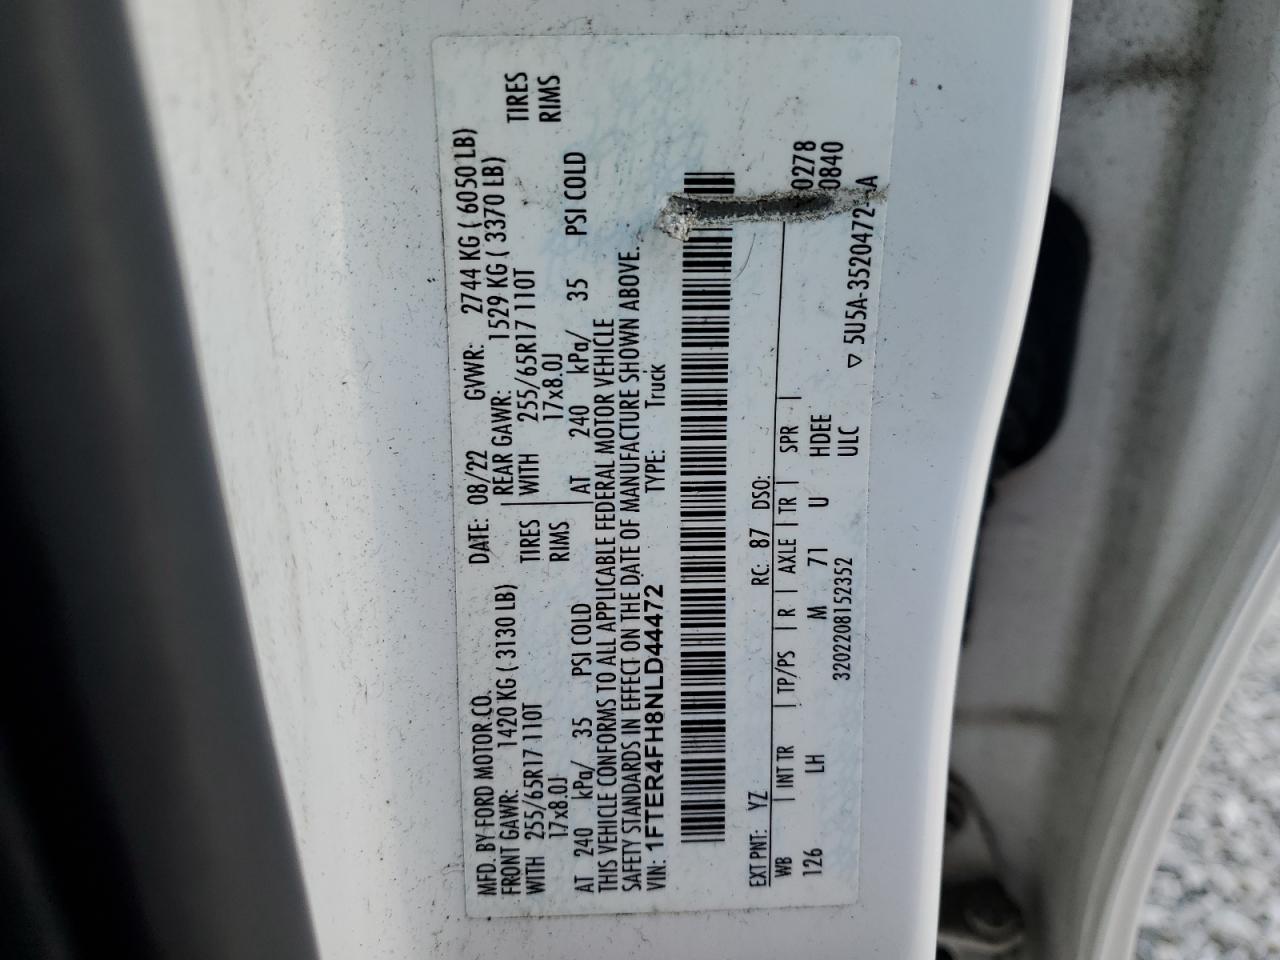 MFD. BY FORD MOTOR CO.
DATE: 08/22 GVWR: 2744 KG ( 6050 LB)
FRONT GAWR: 1420 KG ( 3130 LB) REAR GAWR: 1529 KG ( 3370 LB)
WITH 255/65R17 110T TIRES WITH 255/65R17 110T TIRES
17x8.0J RIMS 17x8.0J RIMS
AT 240 kPa/ 35 PSI COLD AT 240 kPa/ 35 PSI COLD
THIS VEHICLE CONFORMS TO ALL APPLICABLE FEDERAL MOTOR VEHICLE
SAFETY STANDARDS IN EFFECT ON THE DATE OF MANUFACTURE SHOWN ABOVE.
VIN: 1FTER4FH8NLD44472 TYPE: Truck
EXT PNT: YZ RC: 87 DSO:
WB INT TR TP/PS R AXLE TR SPR 0278
126 LH M 71 U HDEE 0840
3202208152352 ULC
▽ 5U5A-3520472- A